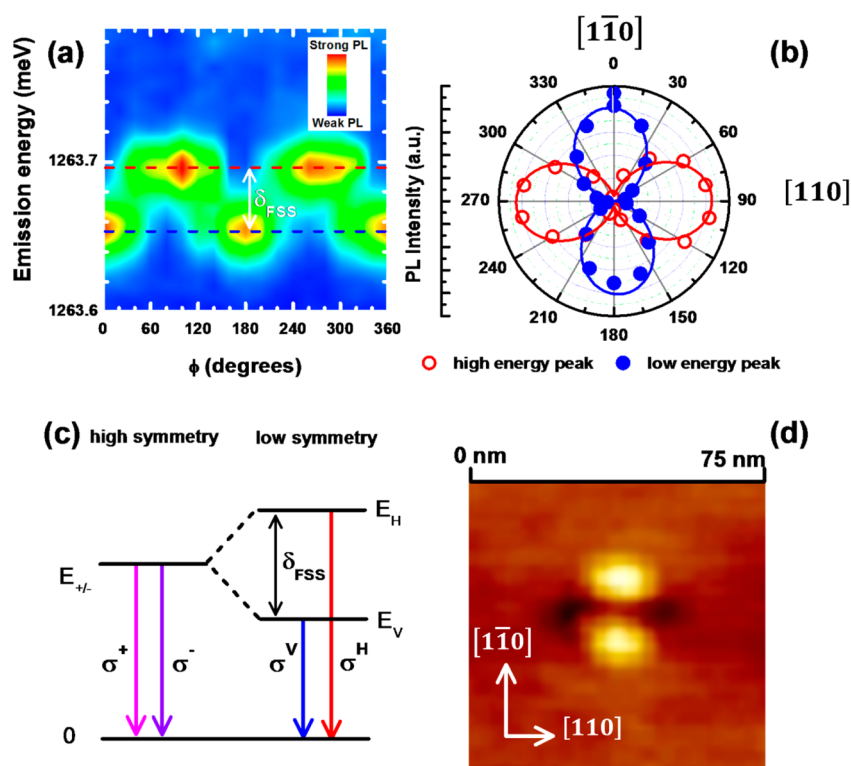 (a)
Strong PL
Weak PL
Emission energy (meV)
1263.7
1263.6
δFSS
0 60 120 180 240 300 360
ϕ (degrees)
(b)
[11̅0]
PL Intensity (a.u.)
0
30
60
90
120
150
180
210
240
270
300
330
[110]
high energy peak
low energy peak
(c)
high symmetry low symmetry
E+/-
EH
δFSS
EV
σ+ σ- σV σH
0
(d)
0 nm 75 nm
[11̅0]
[110]